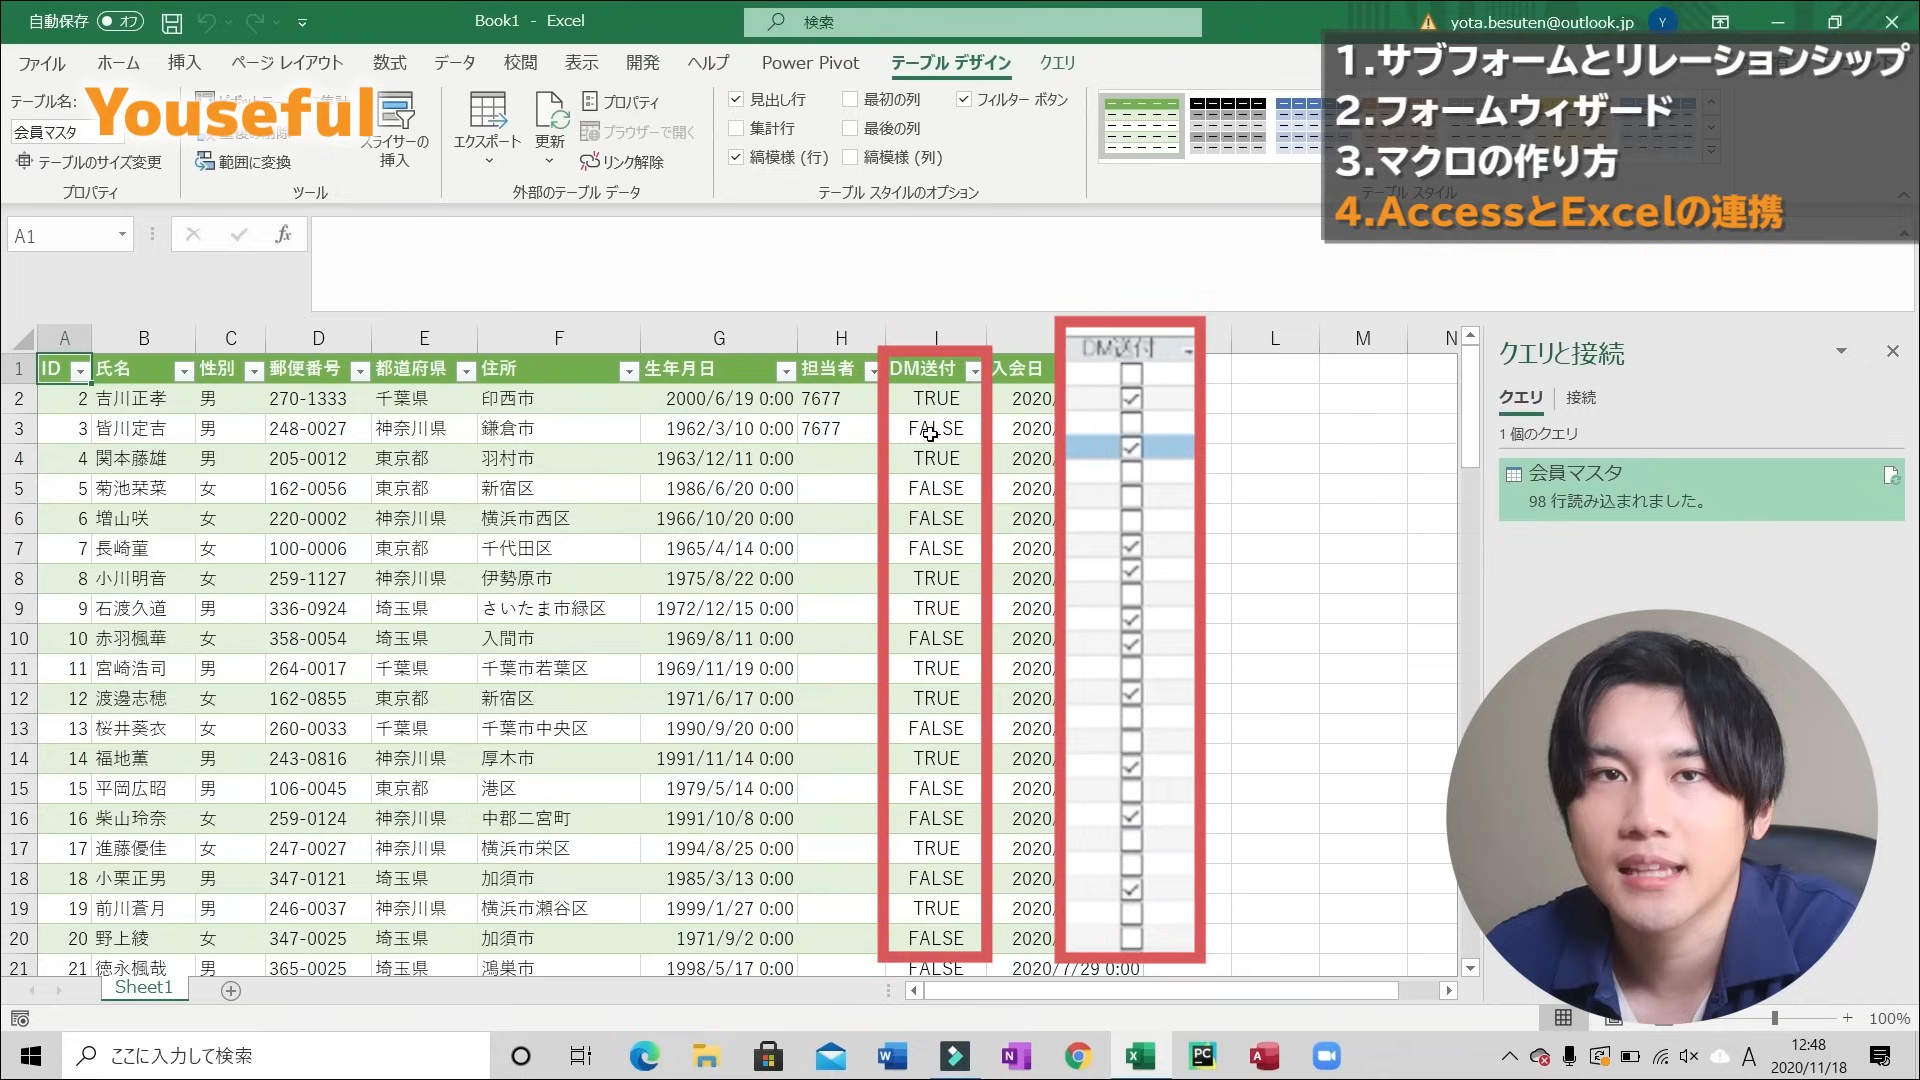 自動保存 オフ
Book1 - Excel
検索
yota.besuten@outlook.jp
Y
ファイル ホーム 挿入 ページ レイアウト 数式 データ 校閲 表示 開発 ヘルプ Power Pivot テーブル デザイン クエリ
1.サブフォームとリレーションシップ
2.フォームウィザード
3.マクロの作り方
4.AccessとExcelの連携
Youseful
テーブル名:
会員マスタ
テーブルのサイズ変更
プロパティ
範囲に変換
ツール
スライサーの
挿入
エクスポート
更新
プロパティ
ブラウザーで開く
リンク解除
外部のテーブル データ
見出し行 最初の列 フィルター ボタン
集計行 最後の列
縞模様 (行) 縞模様 (列)
テーブル スタイルのオプション
テーブル スタイル
A1
fx
A B C D E F G H I L M N
1 ID 氏名 性別 郵便番号 都道府県 住所 生年月日 担当者 DM送付 入会日
2 2 吉川正孝 男 270-1333 千葉県 印西市 2000/6/19 0:00 7677 TRUE 2020/
3 3 皆川定吉 男 248-0027 神奈川県 鎌倉市 1962/3/10 0:00 7677 FALSE 2020/
4 4 関本藤雄 男 205-0012 東京都 羽村市 1963/12/11 0:00 TRUE 2020/
5 5 菊池栞菜 女 162-0056 東京都 新宿区 1986/6/20 0:00 FALSE 2020/
6 6 増山咲 女 220-0002 神奈川県 横浜市西区 1966/10/20 0:00 FALSE 2020/
7 7 長崎菫 女 100-0006 東京都 千代田区 1965/4/14 0:00 FALSE 2020/
8 8 小川明音 女 259-1127 神奈川県 伊勢原市 1975/8/22 0:00 TRUE 2020/
9 9 石渡久道 男 336-0924 埼玉県 さいたま市緑区 1972/12/15 0:00 TRUE 2020/
10 10 赤羽楓華 女 358-0054 埼玉県 入間市 1969/8/11 0:00 FALSE 2020/
11 11 宮崎浩司 男 264-0017 千葉県 千葉市若葉区 1969/11/19 0:00 TRUE 2020/
12 12 渡邊志穂 女 162-0855 東京都 新宿区 1971/6/17 0:00 TRUE 2020/
13 13 桜井葵衣 女 260-0033 千葉県 千葉市中央区 1990/9/20 0:00 FALSE 2020/
14 14 福地薫 男 243-0816 神奈川県 厚木市 1991/11/14 0:00 TRUE 2020/
15 15 平岡広昭 男 106-0045 東京都 港区 1979/5/14 0:00 FALSE 2020/
16 16 柴山玲奈 女 259-0124 神奈川県 中郡二宮町 1991/10/8 0:00 FALSE 2020/
17 17 進藤優佳 女 247-0027 神奈川県 横浜市栄区 1994/8/25 0:00 TRUE 2020/
18 18 小栗正男 男 347-0121 埼玉県 加須市 1985/3/13 0:00 FALSE 2020/
19 19 前川蒼月 男 246-0037 神奈川県 横浜市瀬谷区 1999/1/27 0:00 TRUE 2020/
20 20 野上綾 女 347-0025 埼玉県 加須市 1971/9/2 0:00 FALSE 2020/
21 21 徳永楓哉 男 365-0025 埼玉県 鴻巣市 1998/5/17 0:00 FALSE 2020/7/29 0:00
DM送付
クエリと接続
クエリ 接続
1 個のクエリ
会員マスタ
98 行読み込まれました。
Sheet1
100%
ここに入力して検索
A
12:48
2020/11/18